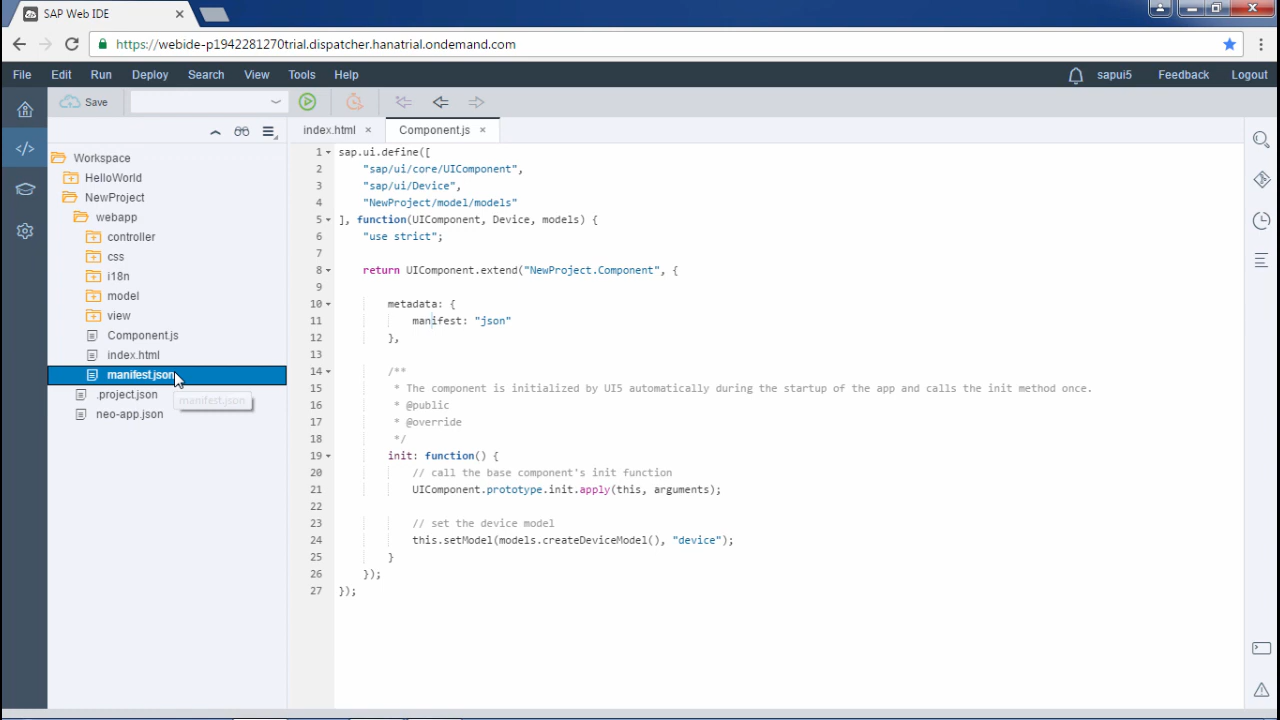 SAP Web IDE
https://webide-p1942281270trial.dispatcher.hanatrial.ondemand.com
File Edit Run Deploy Search View Tools Help sapui5 Feedback Logout
Save
index.html Component.js
Workspace
HelloWorld
NewProject
webapp
controller
css
i18n
model
view
Component.js
index.html
manifest.json
.project.json
manifest.json
neo-app.json
1 sap.ui.define([
2 "sap/ui/core/UIComponent",
3 "sap/ui/Device",
4 "NewProject/model/models"
5 ], function(UIComponent, Device, models) {
6 "use strict";
7
8 return UIComponent.extend("NewProject.Component", {
9
10 metadata: {
11 manifest: "json"
12 },
13
14 /**
15 * The component is initialized by UI5 automatically during the startup of the app and calls the init method once.
16 * @public
17 * @override
18 */
19 init: function() {
20 // call the base component's init function
21 UIComponent.prototype.init.apply(this, arguments);
22
23 // set the device model
24 this.setModel(models.createDeviceModel(), "device");
25 }
26 });
27 });